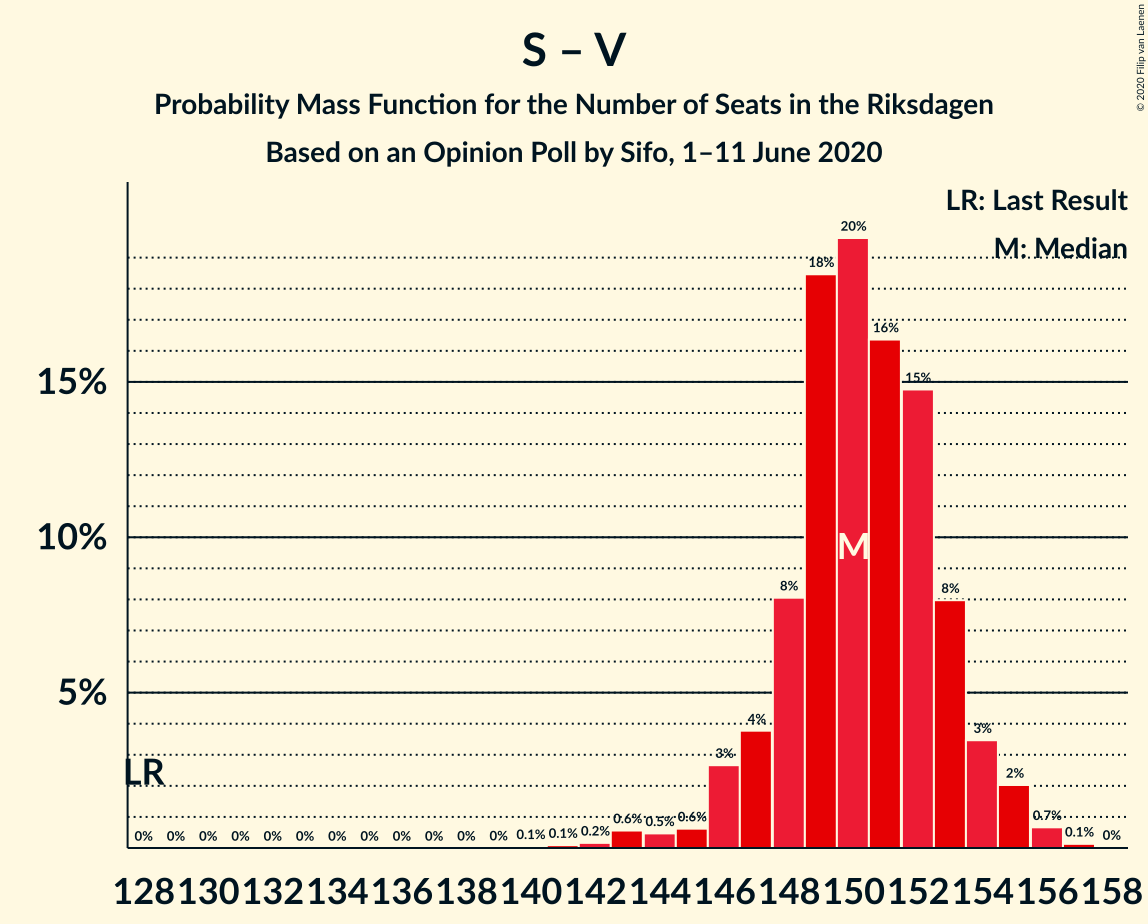 S – V
Probability Mass Function for the Number of Seats in the Riksdagen
Based on an Opinion Poll by Sifo, 1–11 June 2020
© 2020 Filip van Laenen
LR: Last Result
M: Median
15%
10%
5%
LR
M
0% 0% 0% 0% 0% 0% 0% 0% 0% 0% 0% 0% 0.1% 0.1% 0.2% 0.6% 0.5% 0.6% 3% 4% 8% 18% 20% 16% 15% 8% 3% 2% 0.7% 0.1% 0%
128 130 132 134 136 138 140 142 144 146 148 150 152 154 156 158